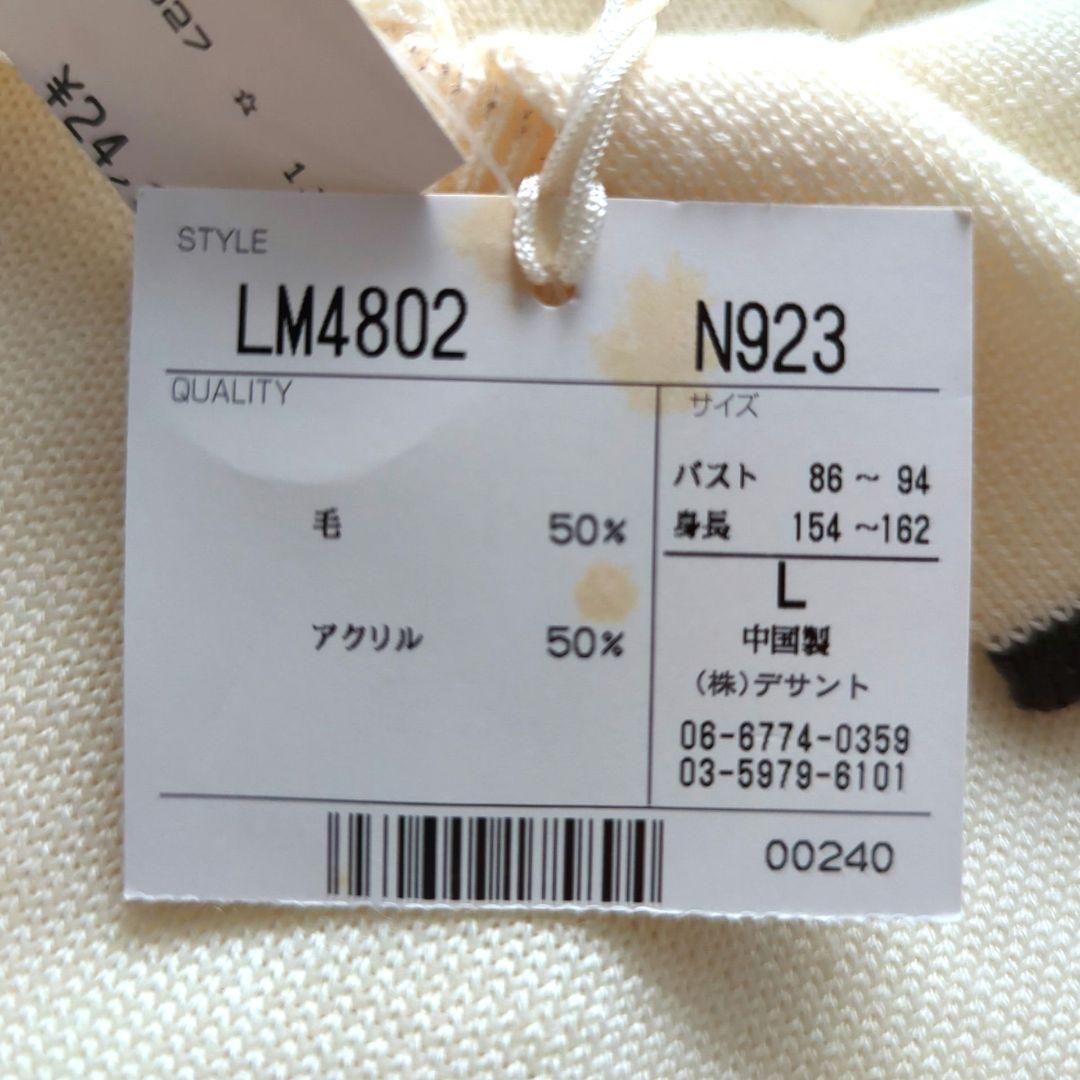 ¥24,
STYLE
LM4802 N923
QUALITY
サイズ
毛 50%
アクリル 50%
バスト 86～94
身長 154～162
L
中国製
(株)デサント
06-6774-0359
03-5979-6101
00240